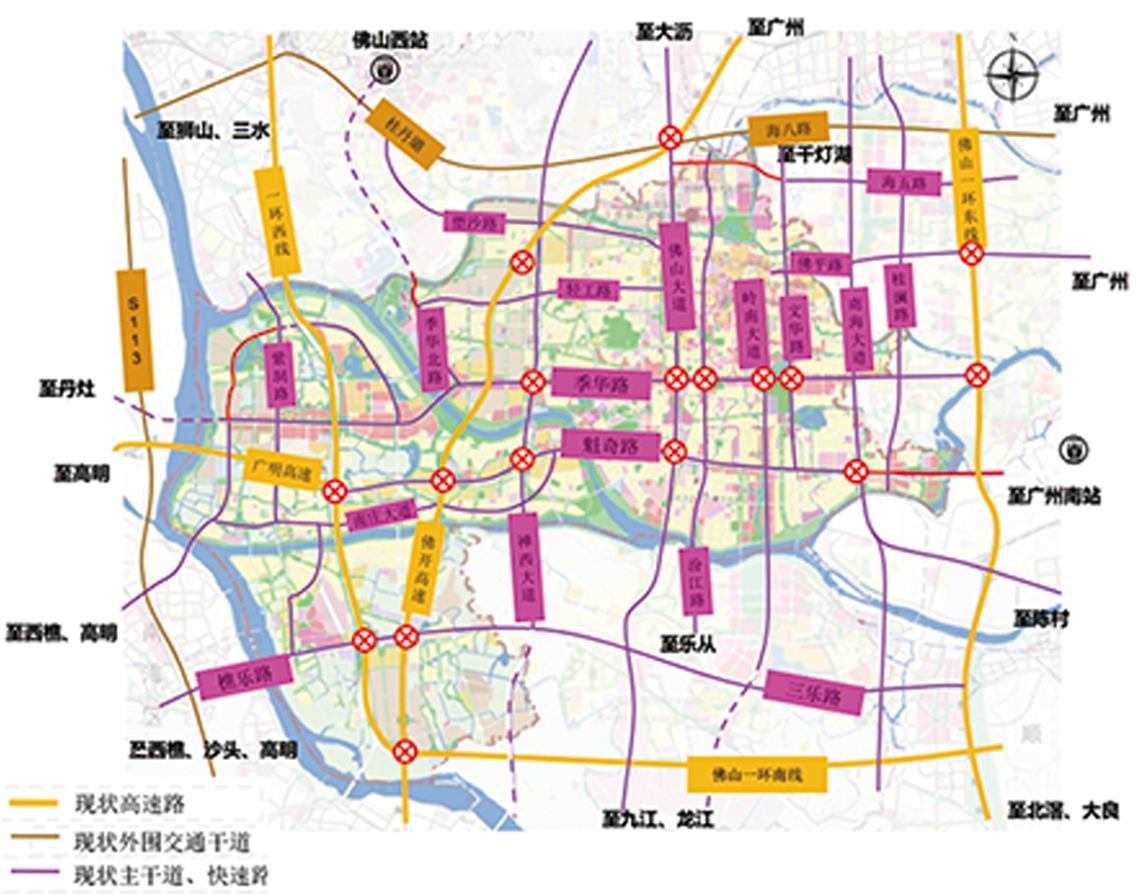 佛山西站
至大沥
至广州
至狮山、三水
桂丹道
海八路
至广州
至千灯湖
佛山一环东线
海五路
一环西线
塱沙路
佛山大道
佛平路
至广州
轻工路
桂澜路
岭南大道
文华路
南海大道
S113
季华北路
紫洞路
至丹灶
季华路
魁奇路
至高明
广明高速
至广州南站
南庄大道
佛开高速
禅西大道
汾江路
至陈村
至西樵、高明
至乐从
樵乐路
三乐路
顺
至西樵、沙头、高明
佛山一环南线
至九江、龙江
至北滘、大良
现状高速路
现状外围交通干道
现状主干道、快速路